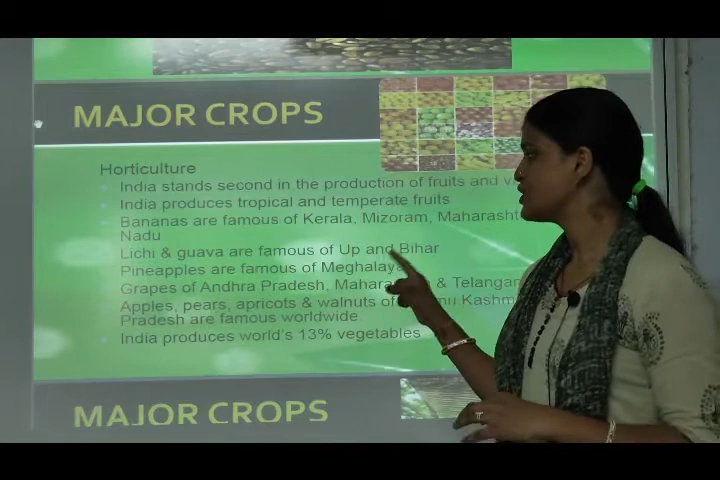 MAJOR CROPS
Horticulture
India stands second in the production of fruits and
India produces tropical and temperate fruits
Bananas are famous of Kerala, Mizoram,
Nadu
Lichi & guava are famous of Up and Bihar
Pineapples are famous of Meghalaya
Grapes of Andhra Pradesh, & 
Apples, pears, apricots & walnuts of
Pradesh are famous worldwide
India produces world's 13% vegetables
MAJOR CROPS